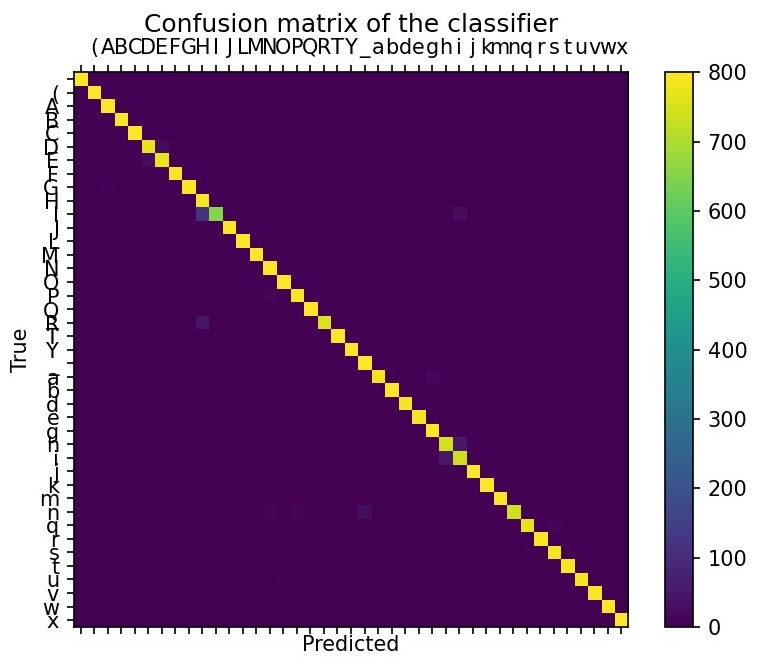 Confusion matrix of the classifier
(ABCDEFGHIJLMNOPQRTY_abdeghijkmnqrstuvwx
True
(
A
B
C
D
E
F
G
H
I
J
L
M
N
O
P
Q
R
T
Y
_
a
b
d
e
g
h
i
j
k
m
n
q
r
s
t
u
v
w
x
Predicted
800
700
600
500
400
300
200
100
0